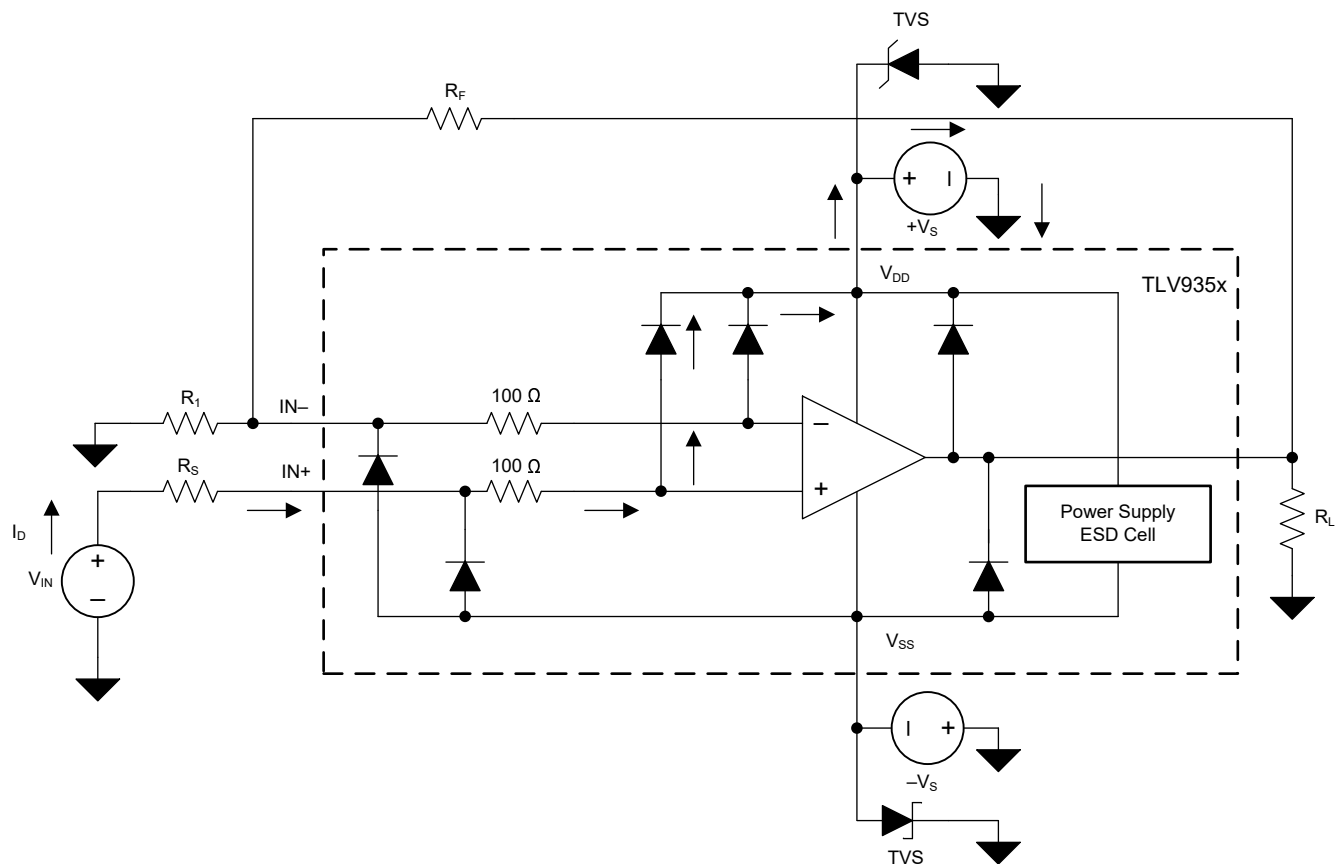 TVS
R_F
+ –
+V_S
V_DD
TLV935x
R_1
IN–
100 Ω
–
R_S
IN+
100 Ω
+
I_D
V_IN
+
–
Power Supply
ESD Cell
R_L
V_SS
– +
–V_S
TVS